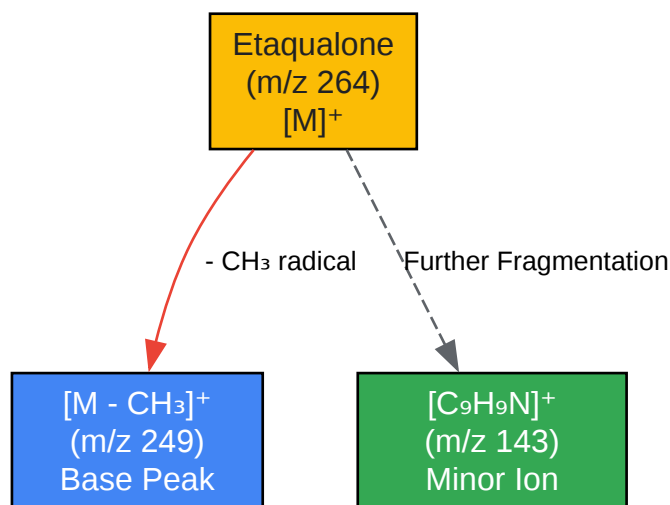 Etaqualone
(m/z 264)
[M]⁺
- CH₃ radical
Further Fragmentation
[M - CH₃]⁺
(m/z 249)
Base Peak
[C₉H₉N]⁺
(m/z 143)
Minor Ion